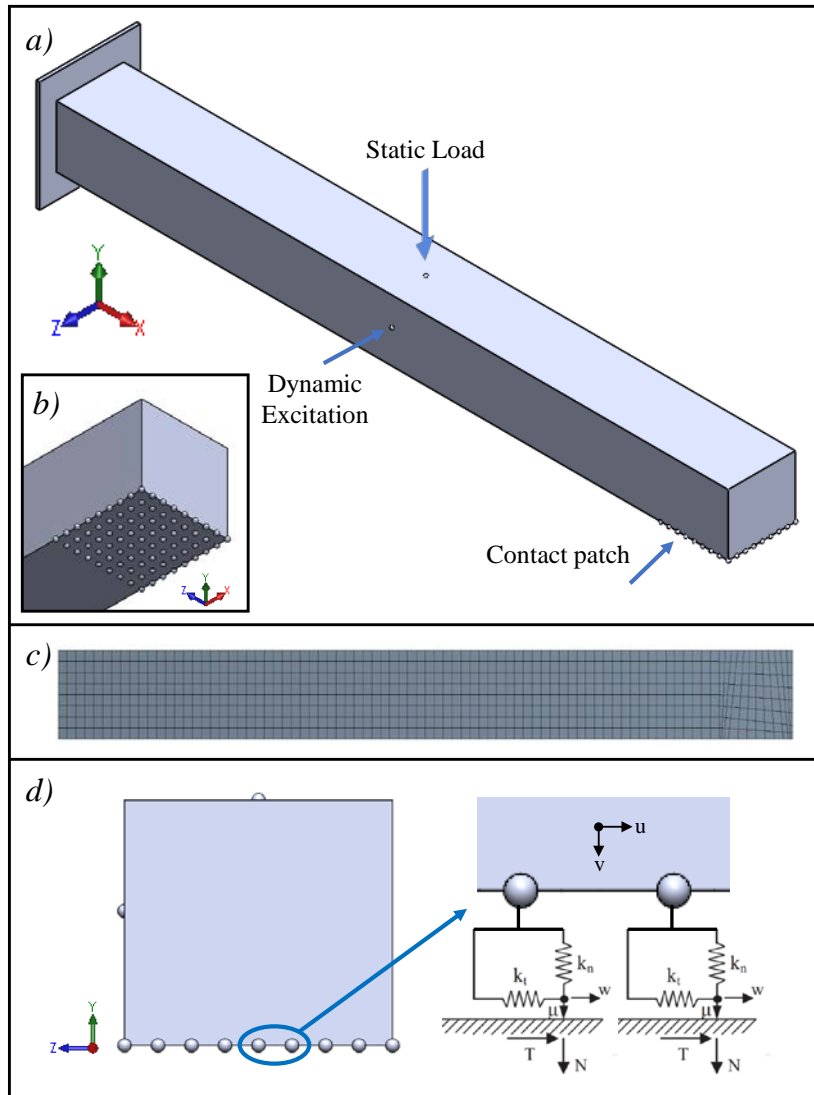 a)
Static Load
Y
Z
X
Dynamic
Excitation
b)
Y
Z
X
Contact patch
c)
d)
u
v
kt
kn
w
μ
T
N
kt
kn
w
μ
T
N
Y
Z